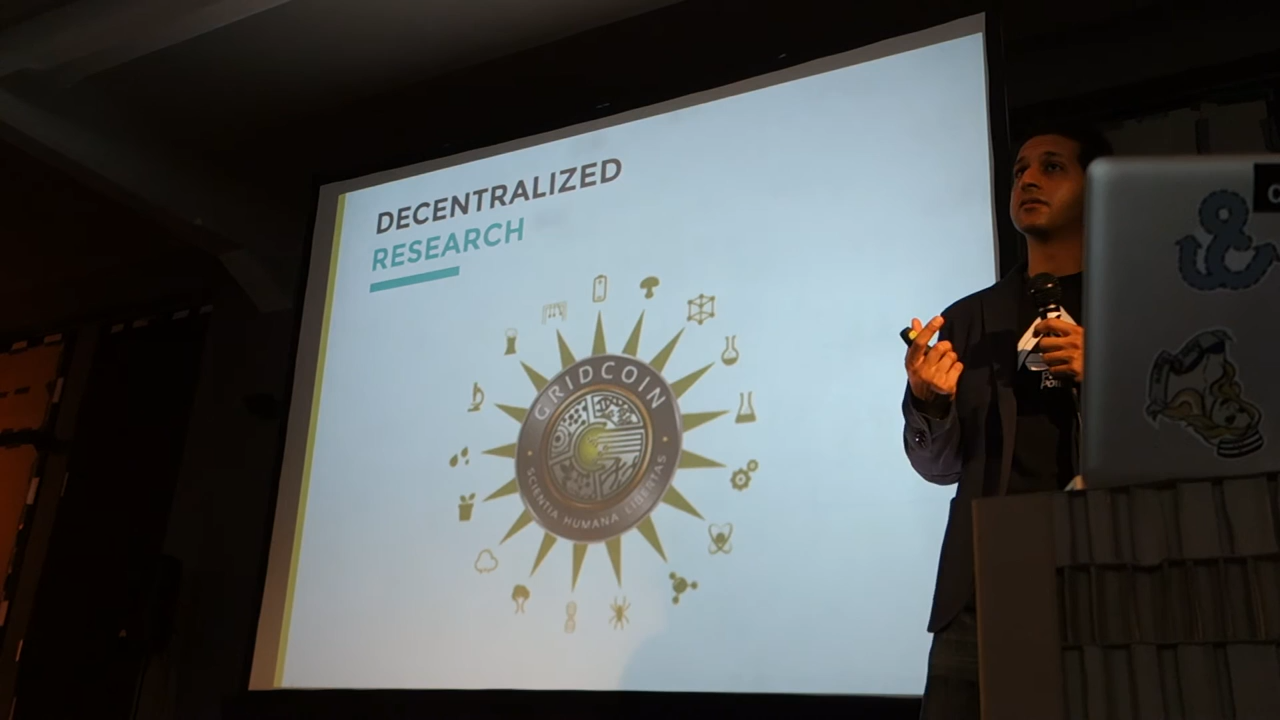 DECENTRALIZED
RESEARCH
GRIDCOIN
SCIENTIA HUMANA LIBERTAS